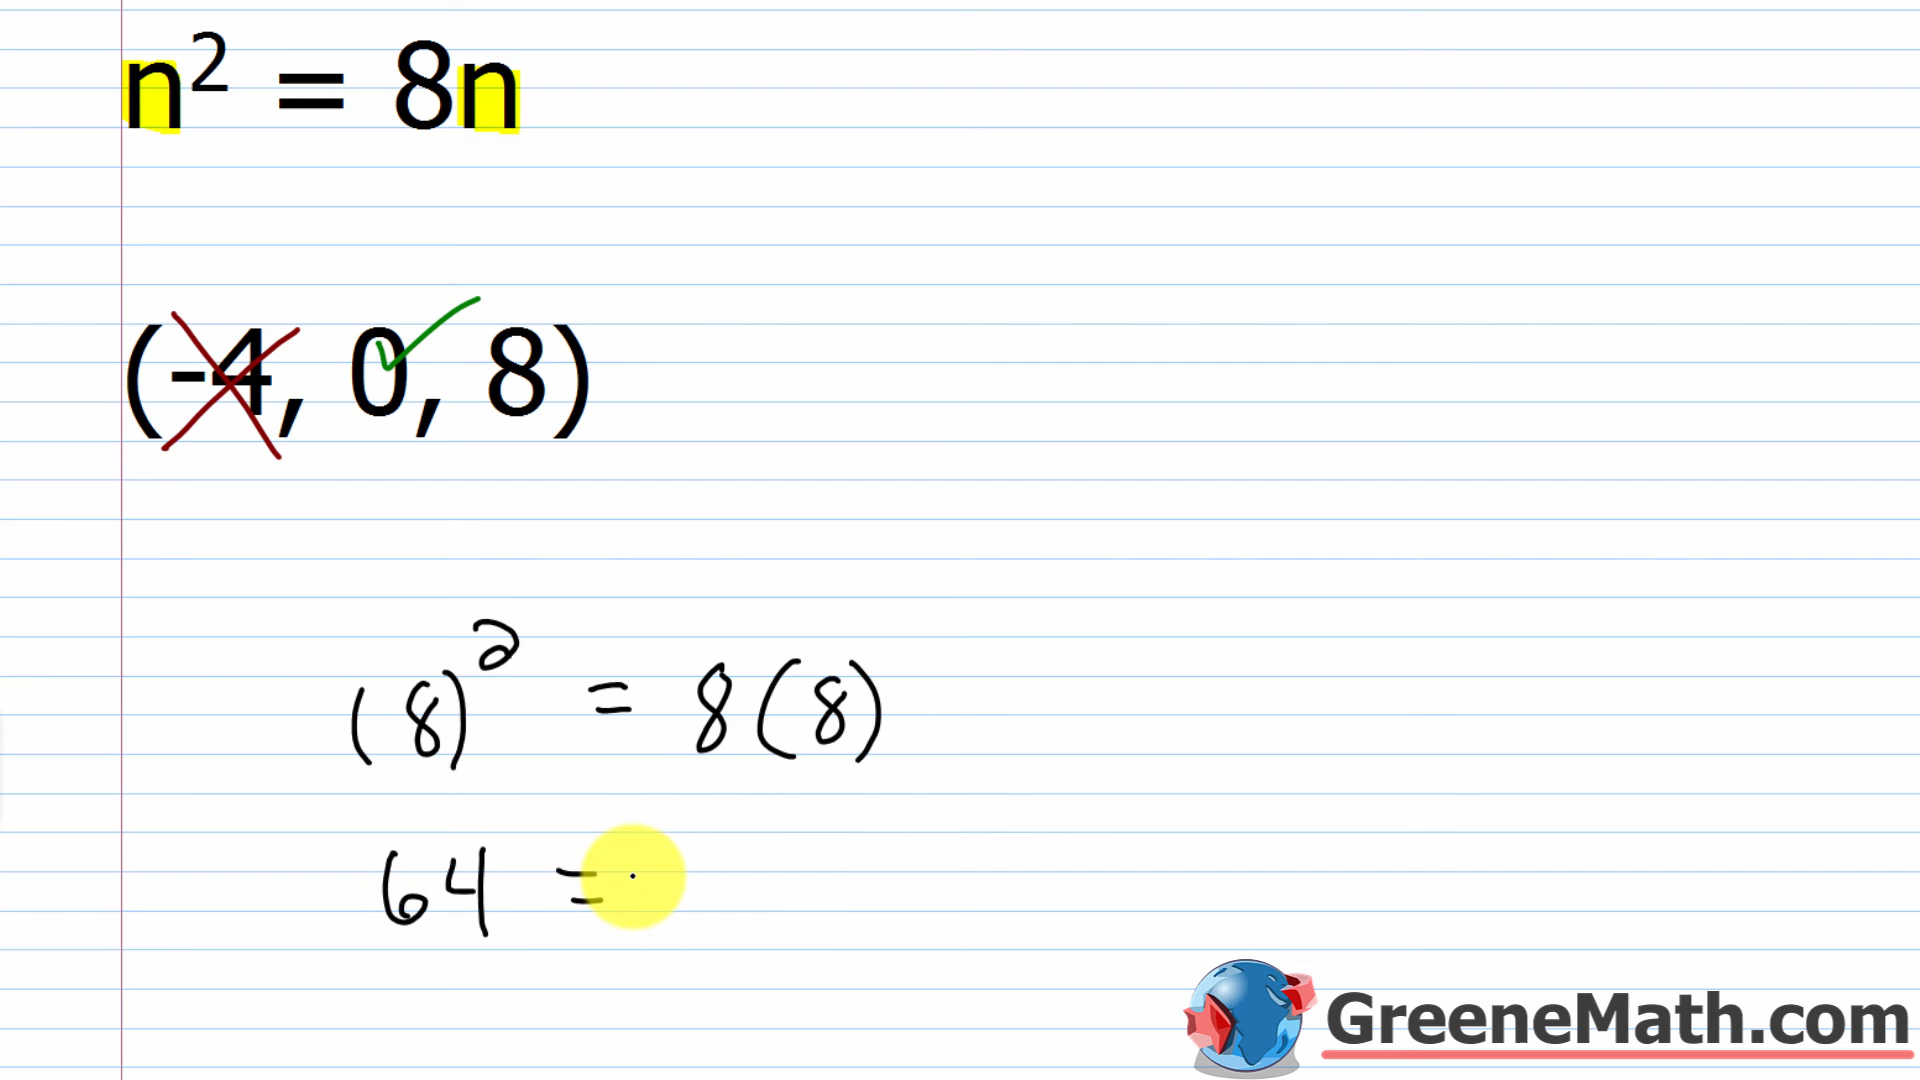 n² = 8n
(-4, 0, 8)
(8)² = 8(8)
64 =
GreeneMath.com